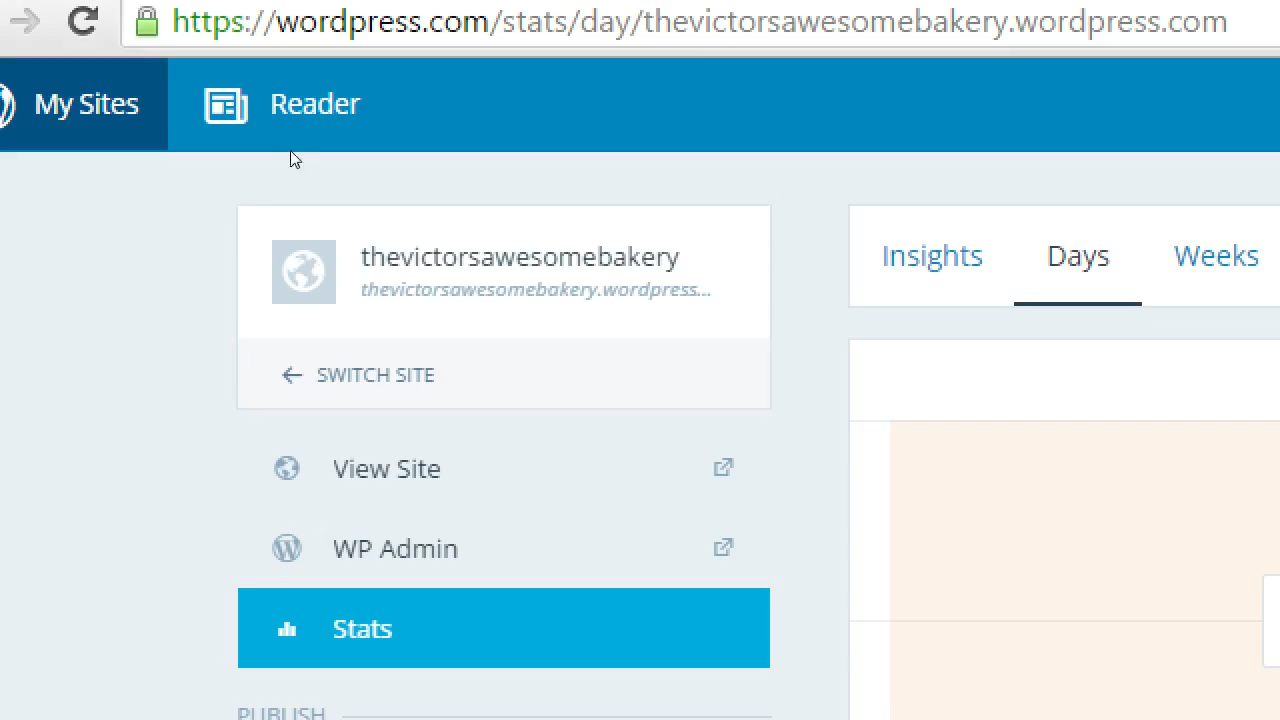 https://wordpress.com/stats/day/thevictorsawesomebakery.wordpress.com
My Sites
Reader
thevictorsawesomebakery
thevictorsawesomebakery.wordpress...
SWITCH SITE
Insights
Days
Weeks
View Site
WP Admin
Stats
PUBLISH